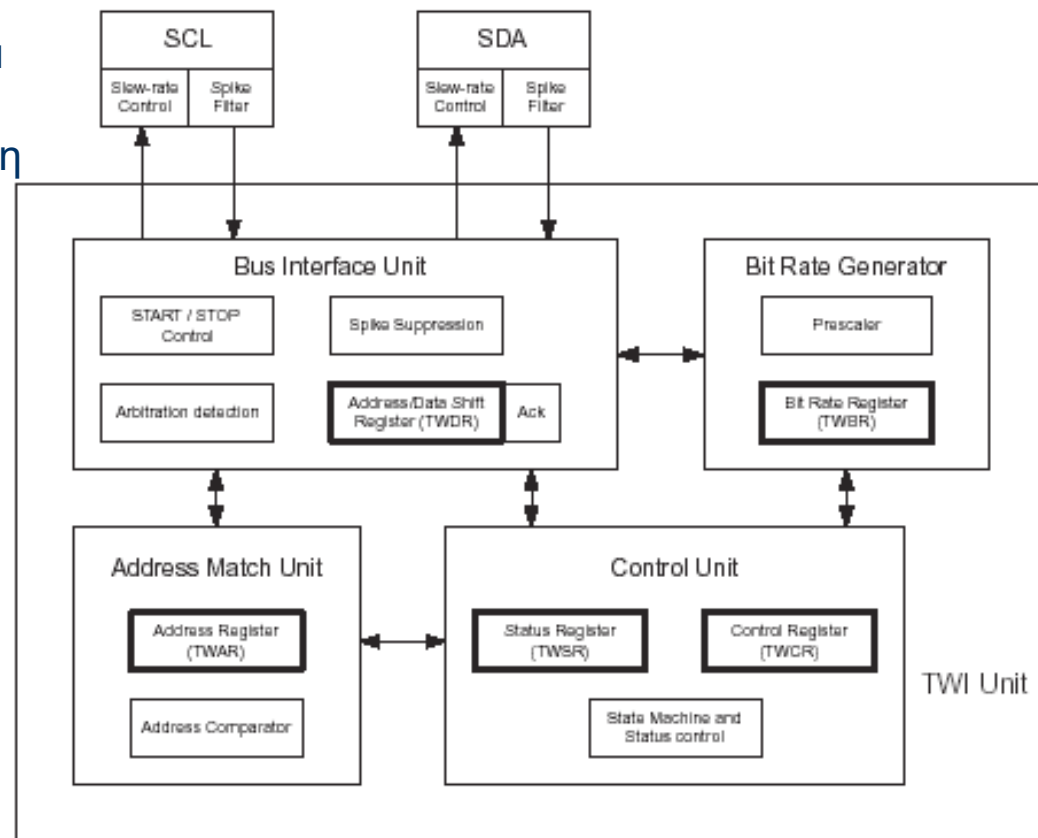 SCL
SDA
Slew-rate
Control
Spike
Filter
Slew-rate
Control
Spike
Filter
η
Bus Interface Unit
START / STOP
Control
Spike Suppression
Arbitration detection
Address/Data Shift
Register (TWDR)
Ack
Bit Rate Generator
Prescaler
Bit Rate Register
(TWBR)
Address Match Unit
Address Register
(TWAR)
Address Comparator
Control Unit
Status Register
(TWSR)
Control Register
(TWCR)
State Machine and
Status control
TWI Unit